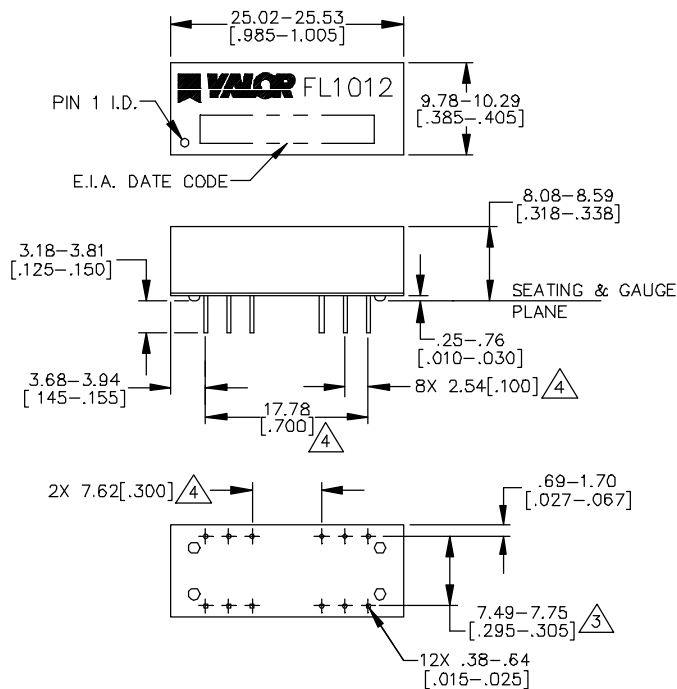 25.02-25.53
[.985-1.005]
VALOR FL1012
PIN 1 I.D.
9.78-10.29
[.385-.405]
E.I.A. DATE CODE
8.08-8.59
[.318-.338]
3.18-3.81
[.125-.150]
SEATING & GAUGE
PLANE
.25-.76
[.010-.030]
3.68-3.94
[ 145-.155]
8X 2.54[.100] 4
17.78
[.700]
4
2X 7.62[.300] 4
.69-1.70
[.027-.067]
7.49-7.75
[.295-.305] 3
12X .38-.64
[.015-.025]